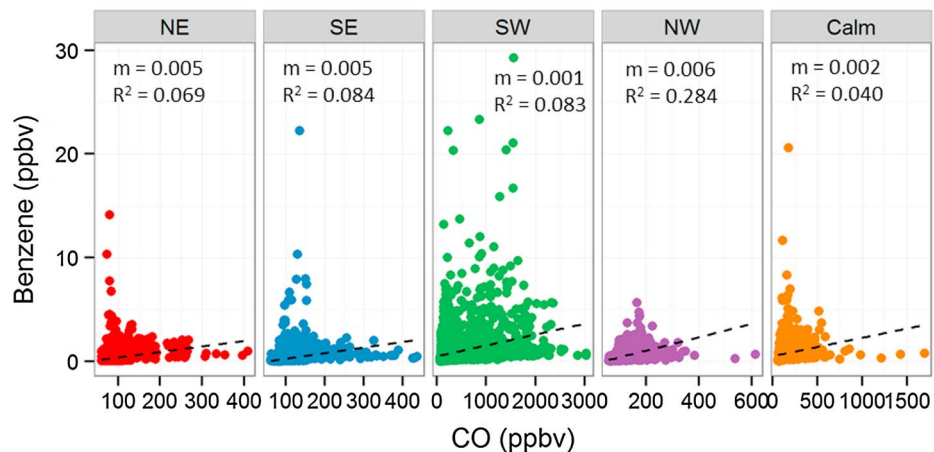 NE SE SW NW Calm
m = 0.005
R² = 0.069
m = 0.005
R² = 0.084
m = 0.001
R² = 0.083
m = 0.006
R² = 0.284
m = 0.002
R² = 0.040
30
20
10
0
Benzene (ppbv)
100 200 300 400 100 200 300 400 0 1000 2000 3000 200 400 600 0 500 1000 1500
CO (ppbv)